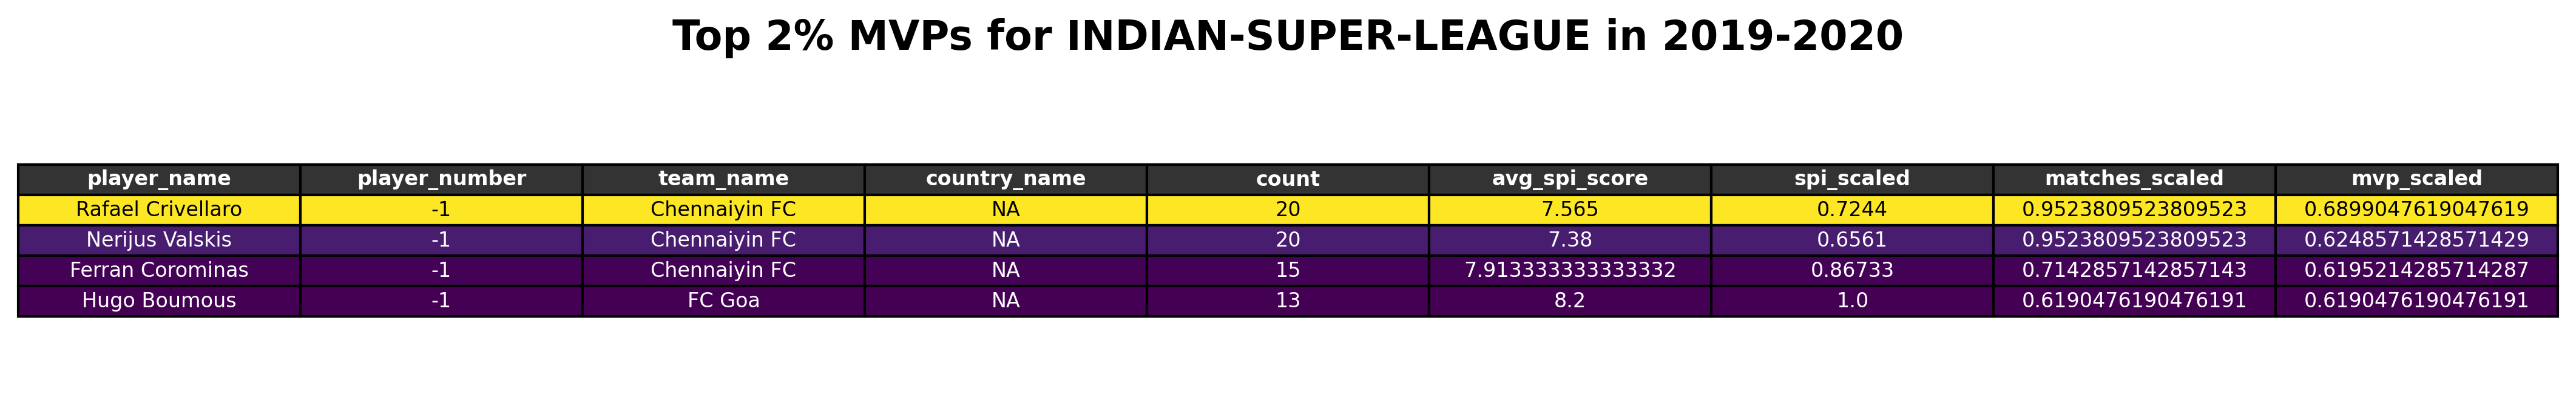 Top 2% MVPs for INDIAN-SUPER-LEAGUE in 2019-2020
player_name player_number team_name country_name count avg_spi_score spi_scaled matches_scaled mvp_scaled
Rafael Crivellaro -1 Chennaiyin FC NA 20 7.565 0.7244 0.9523809523809523 0.6899047619047619
Nerijus Valskis -1 Chennaiyin FC NA 20 7.38 0.6561 0.9523809523809523 0.6248571428571429
Ferran Corominas -1 Chennaiyin FC NA 15 7.913333333333332 0.86733 0.7142857142857143 0.6195214285714287
Hugo Boumous -1 FC Goa NA 13 8.2 1.0 0.6190476190476191 0.6190476190476191